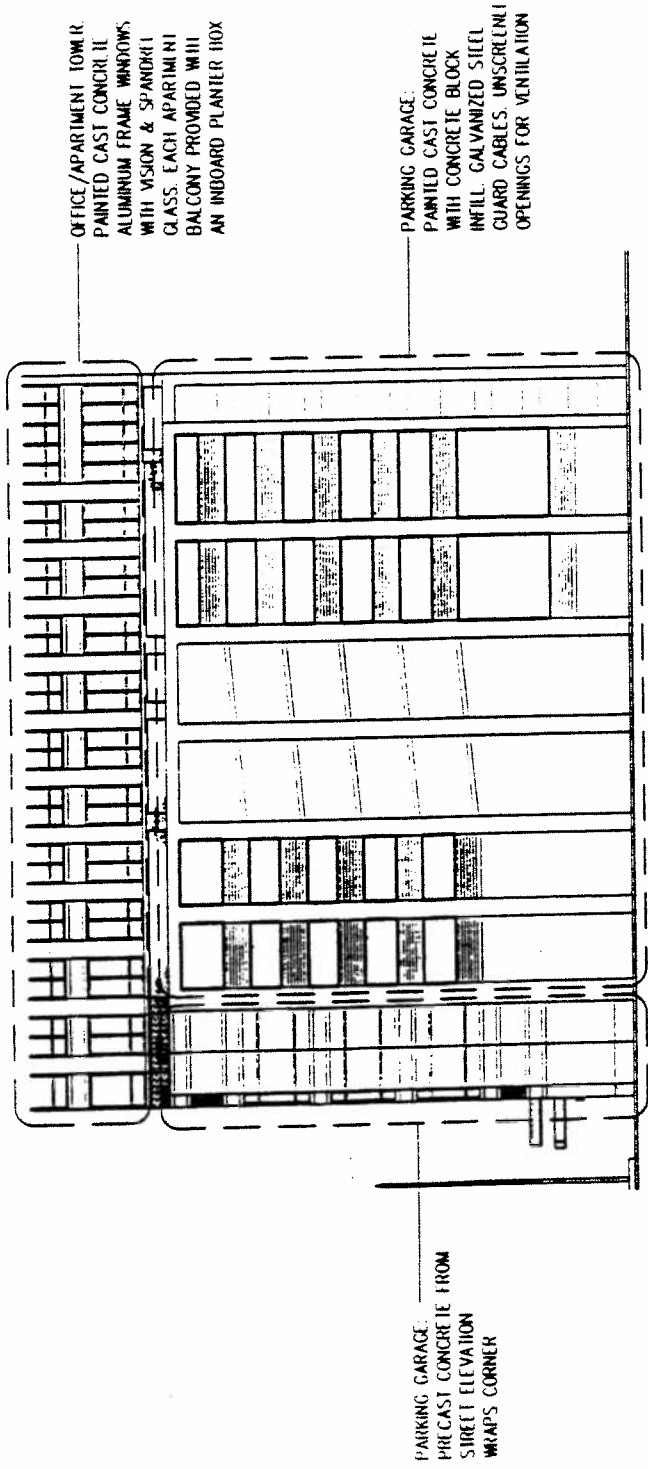 OFFICE/APARTMENT TOWER.
PAINTED CAST CONCRETE
ALUMINUM FRAME WINDOWS
WITH VISION & SPANDREL
GLASS. EACH APARTMENT
BALCONY PROVIDED WITH
AN INBOARD PLANTER BOX
PARKING GARAGE:
PAINTED CAST CONCRETE
WITH CONCRETE BLOCK
INFILL. GALVANIZED STEEL
GUARD CABLES. UNSCREENED
OPENINGS FOR VENTILATION
PARKING GARAGE:
PRECAST CONCRETE FROM
STREET ELEVATION
WRAPS CORNER